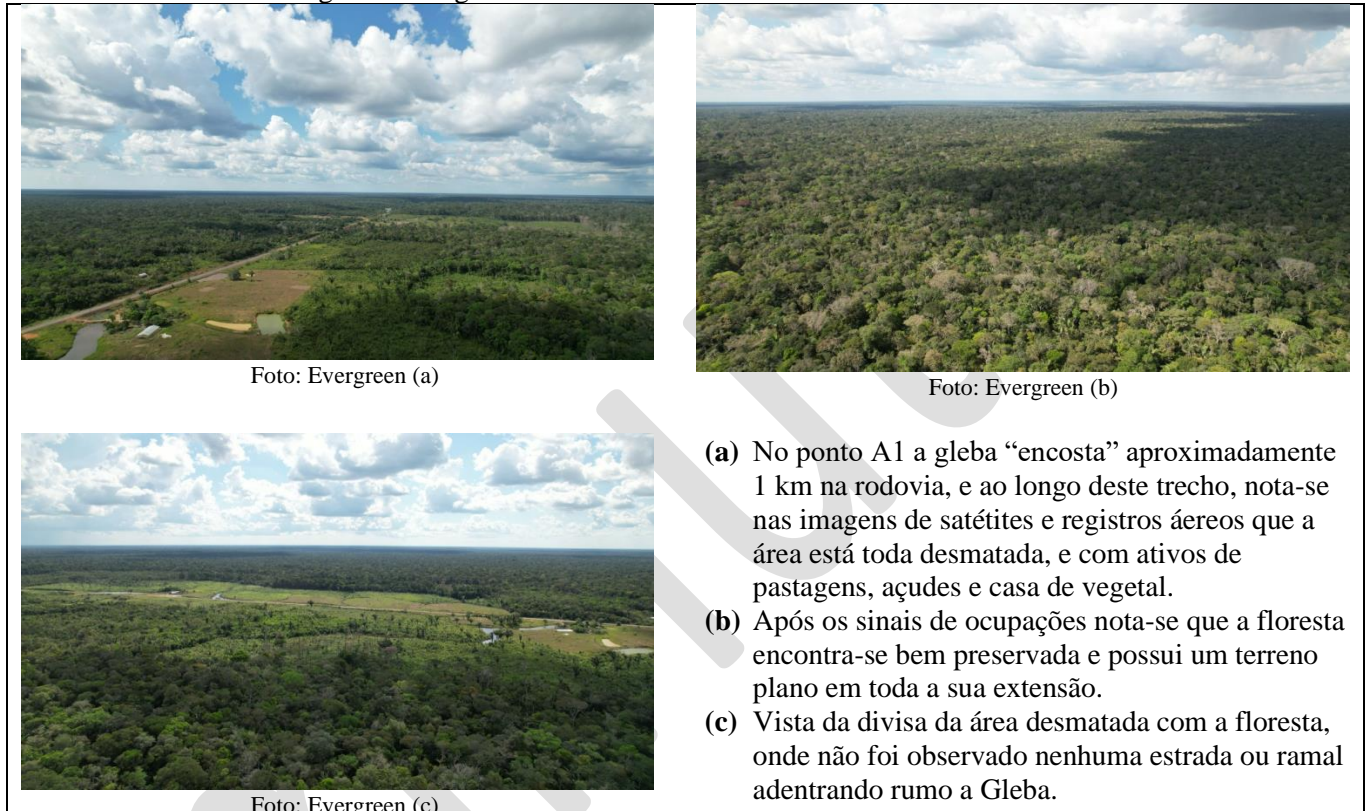 Foto: Evergreen (a)
Foto: Evergreen (b)
(a) No ponto A1 a gleba “encosta” aproximadamente
1 km na rodovia, e ao longo deste trecho, nota-se
nas imagens de satétites e registros áereos que a
área está toda desmatada, e com ativos de
pastagens, açudes e casa de vegetal.
(b) Após os sinais de ocupações nota-se que a floresta
encontra-se bem preservada e possui um terreno
plano em toda a sua extensão.
(c) Vista da divisa da área desmatada com a floresta,
onde não foi observado nenhuma estrada ou ramal
adentrando rumo a Gleba.
Foto: Evergreen (c)